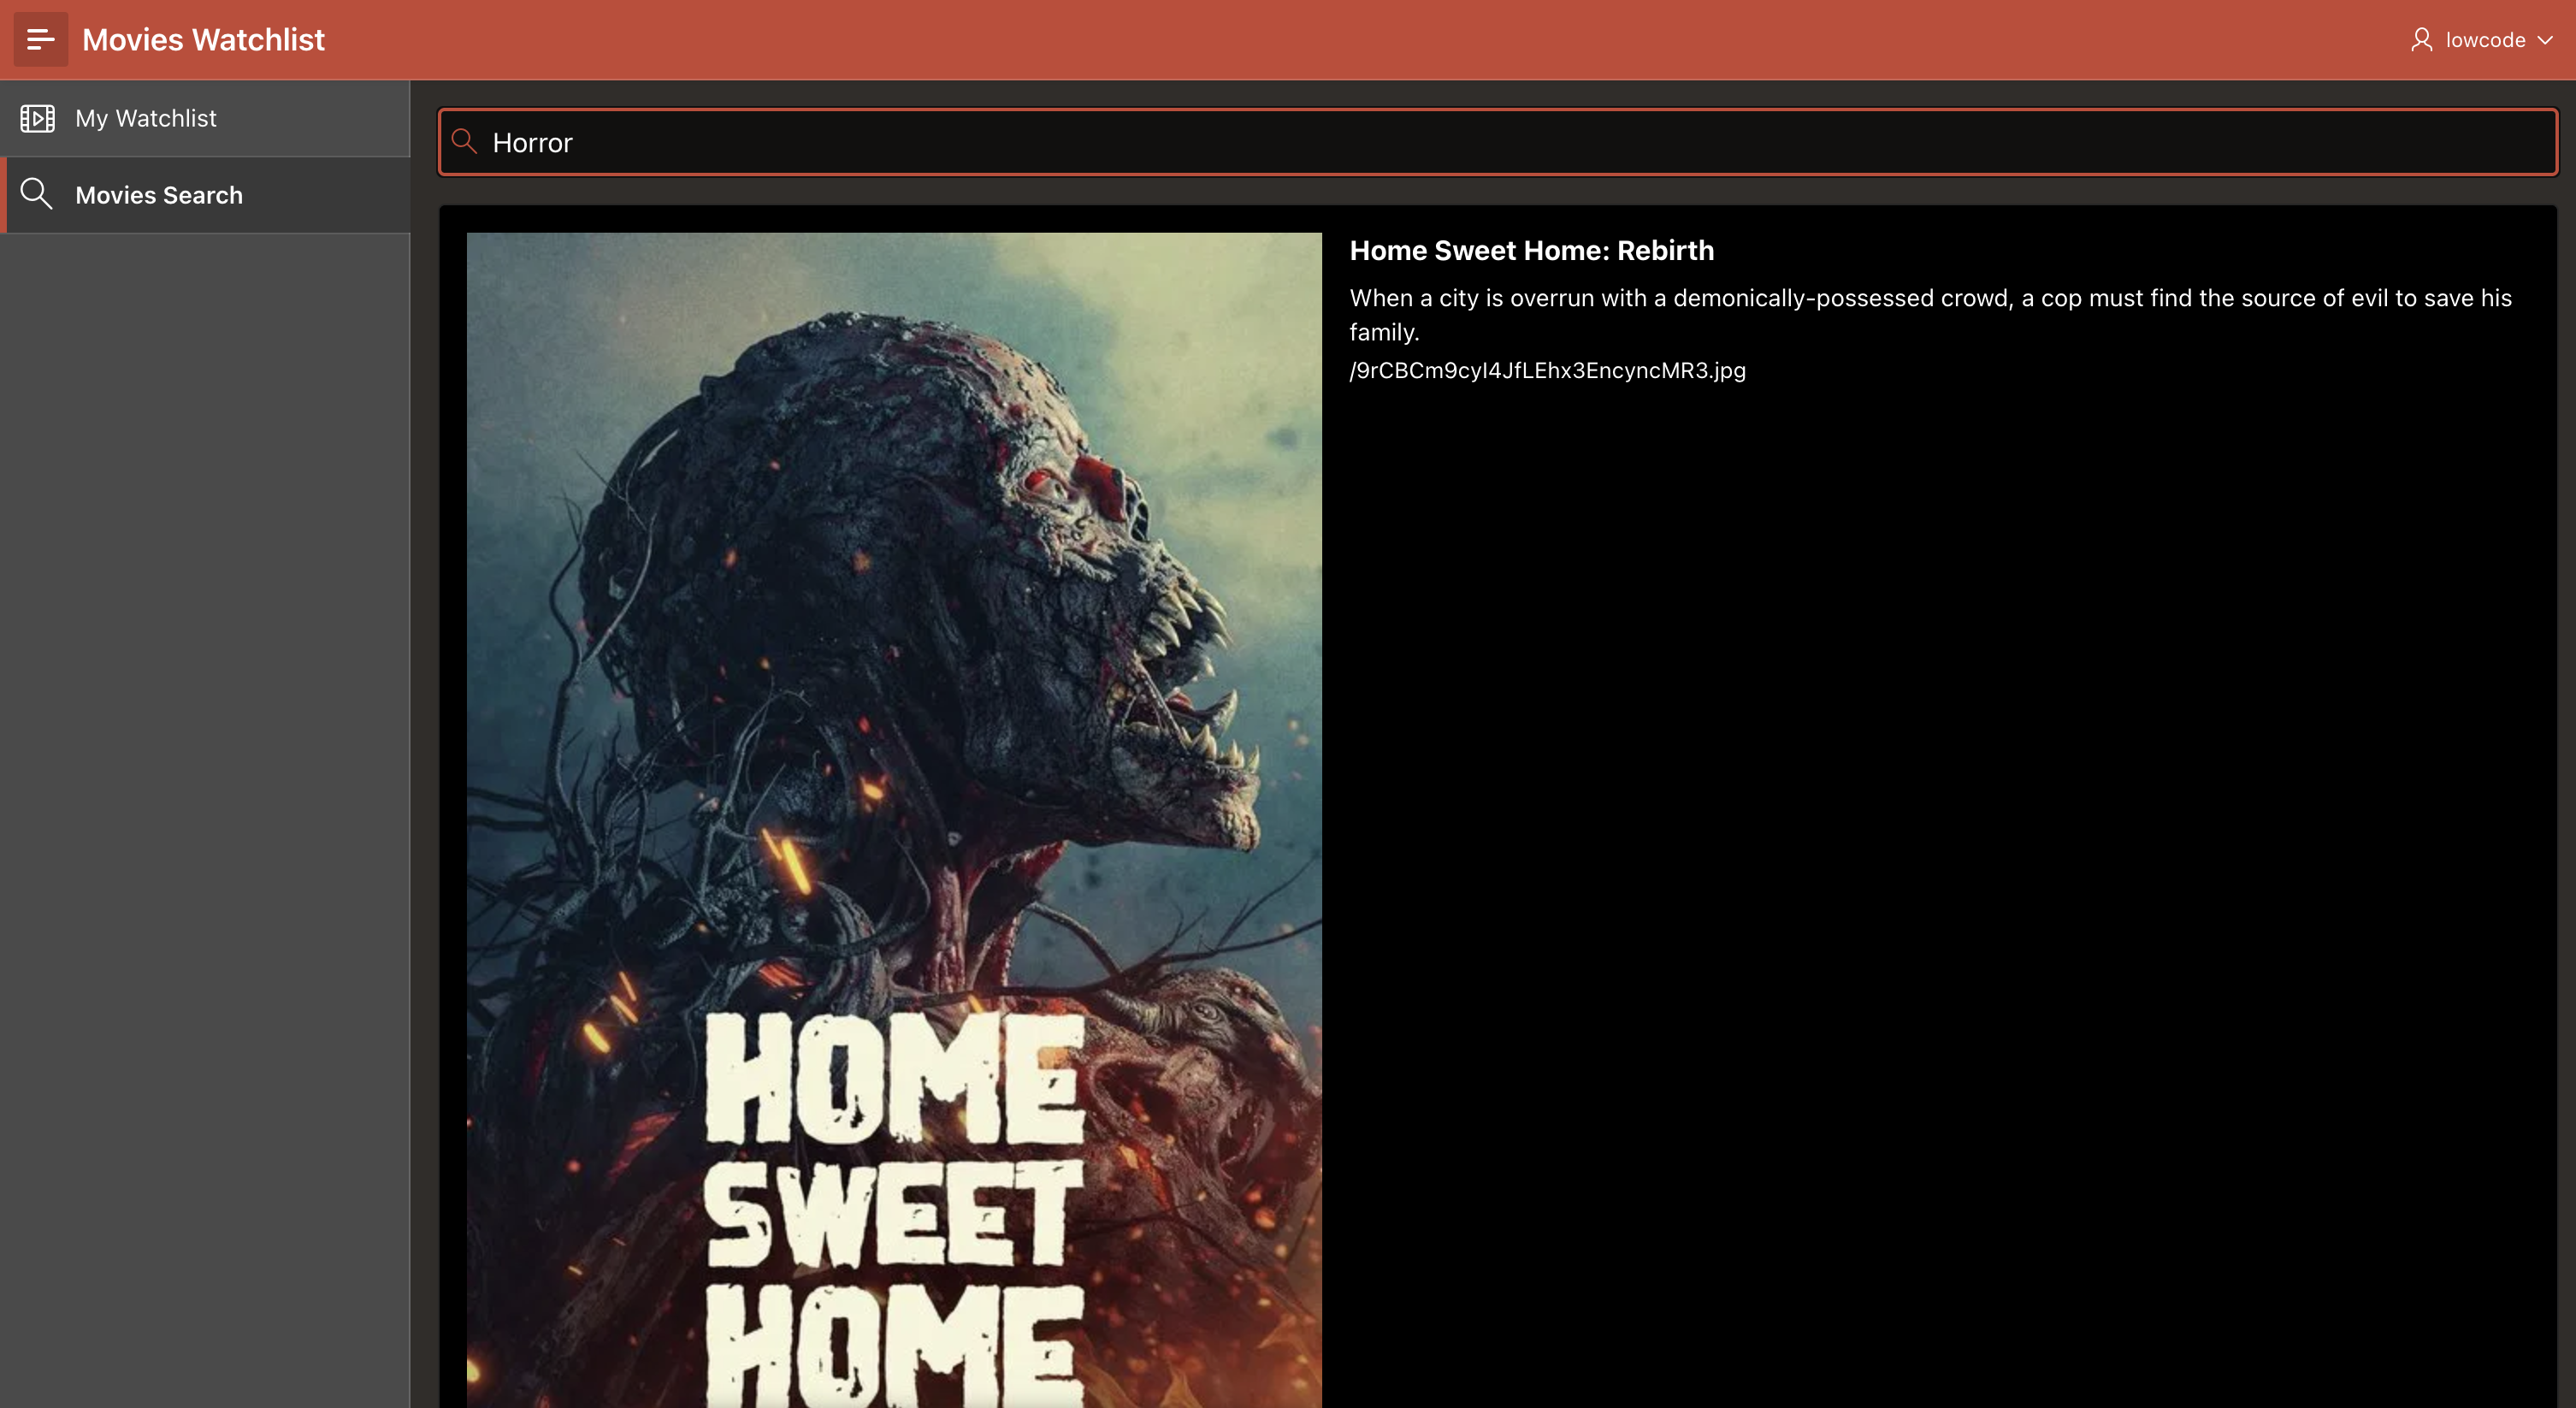 Movies Watchlist
lowcode
My Watchlist
Movies Search
Horror
Home Sweet Home: Rebirth
When a city is overrun with a demonically-possessed crowd, a cop must find the source of evil to save his
family.
/9rCBCm9cyI4JfLEhx3EncyncMR3.jpg
HOME
SWEET
HOME